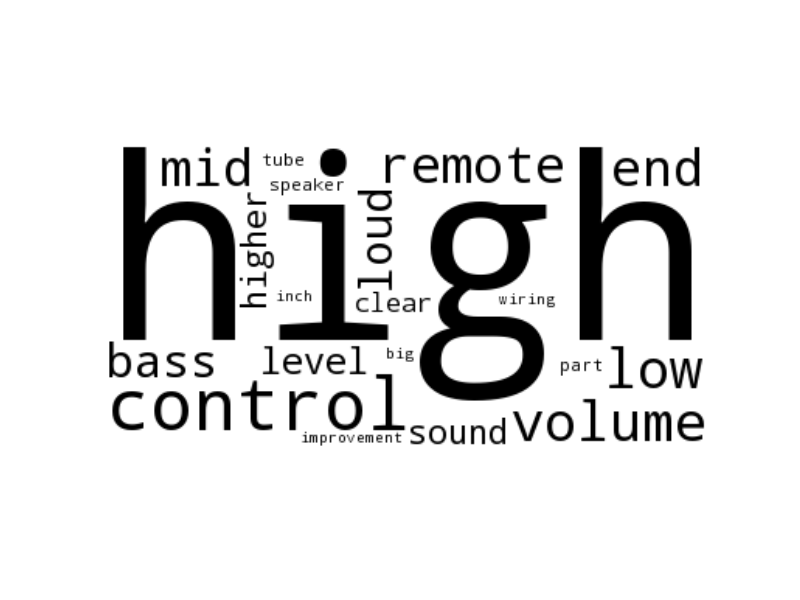 high
mid
tube
remote
end
speaker
higher
loud
inch
clear
wiring
bass
level
big
part
low
control
volume
improvement
sound